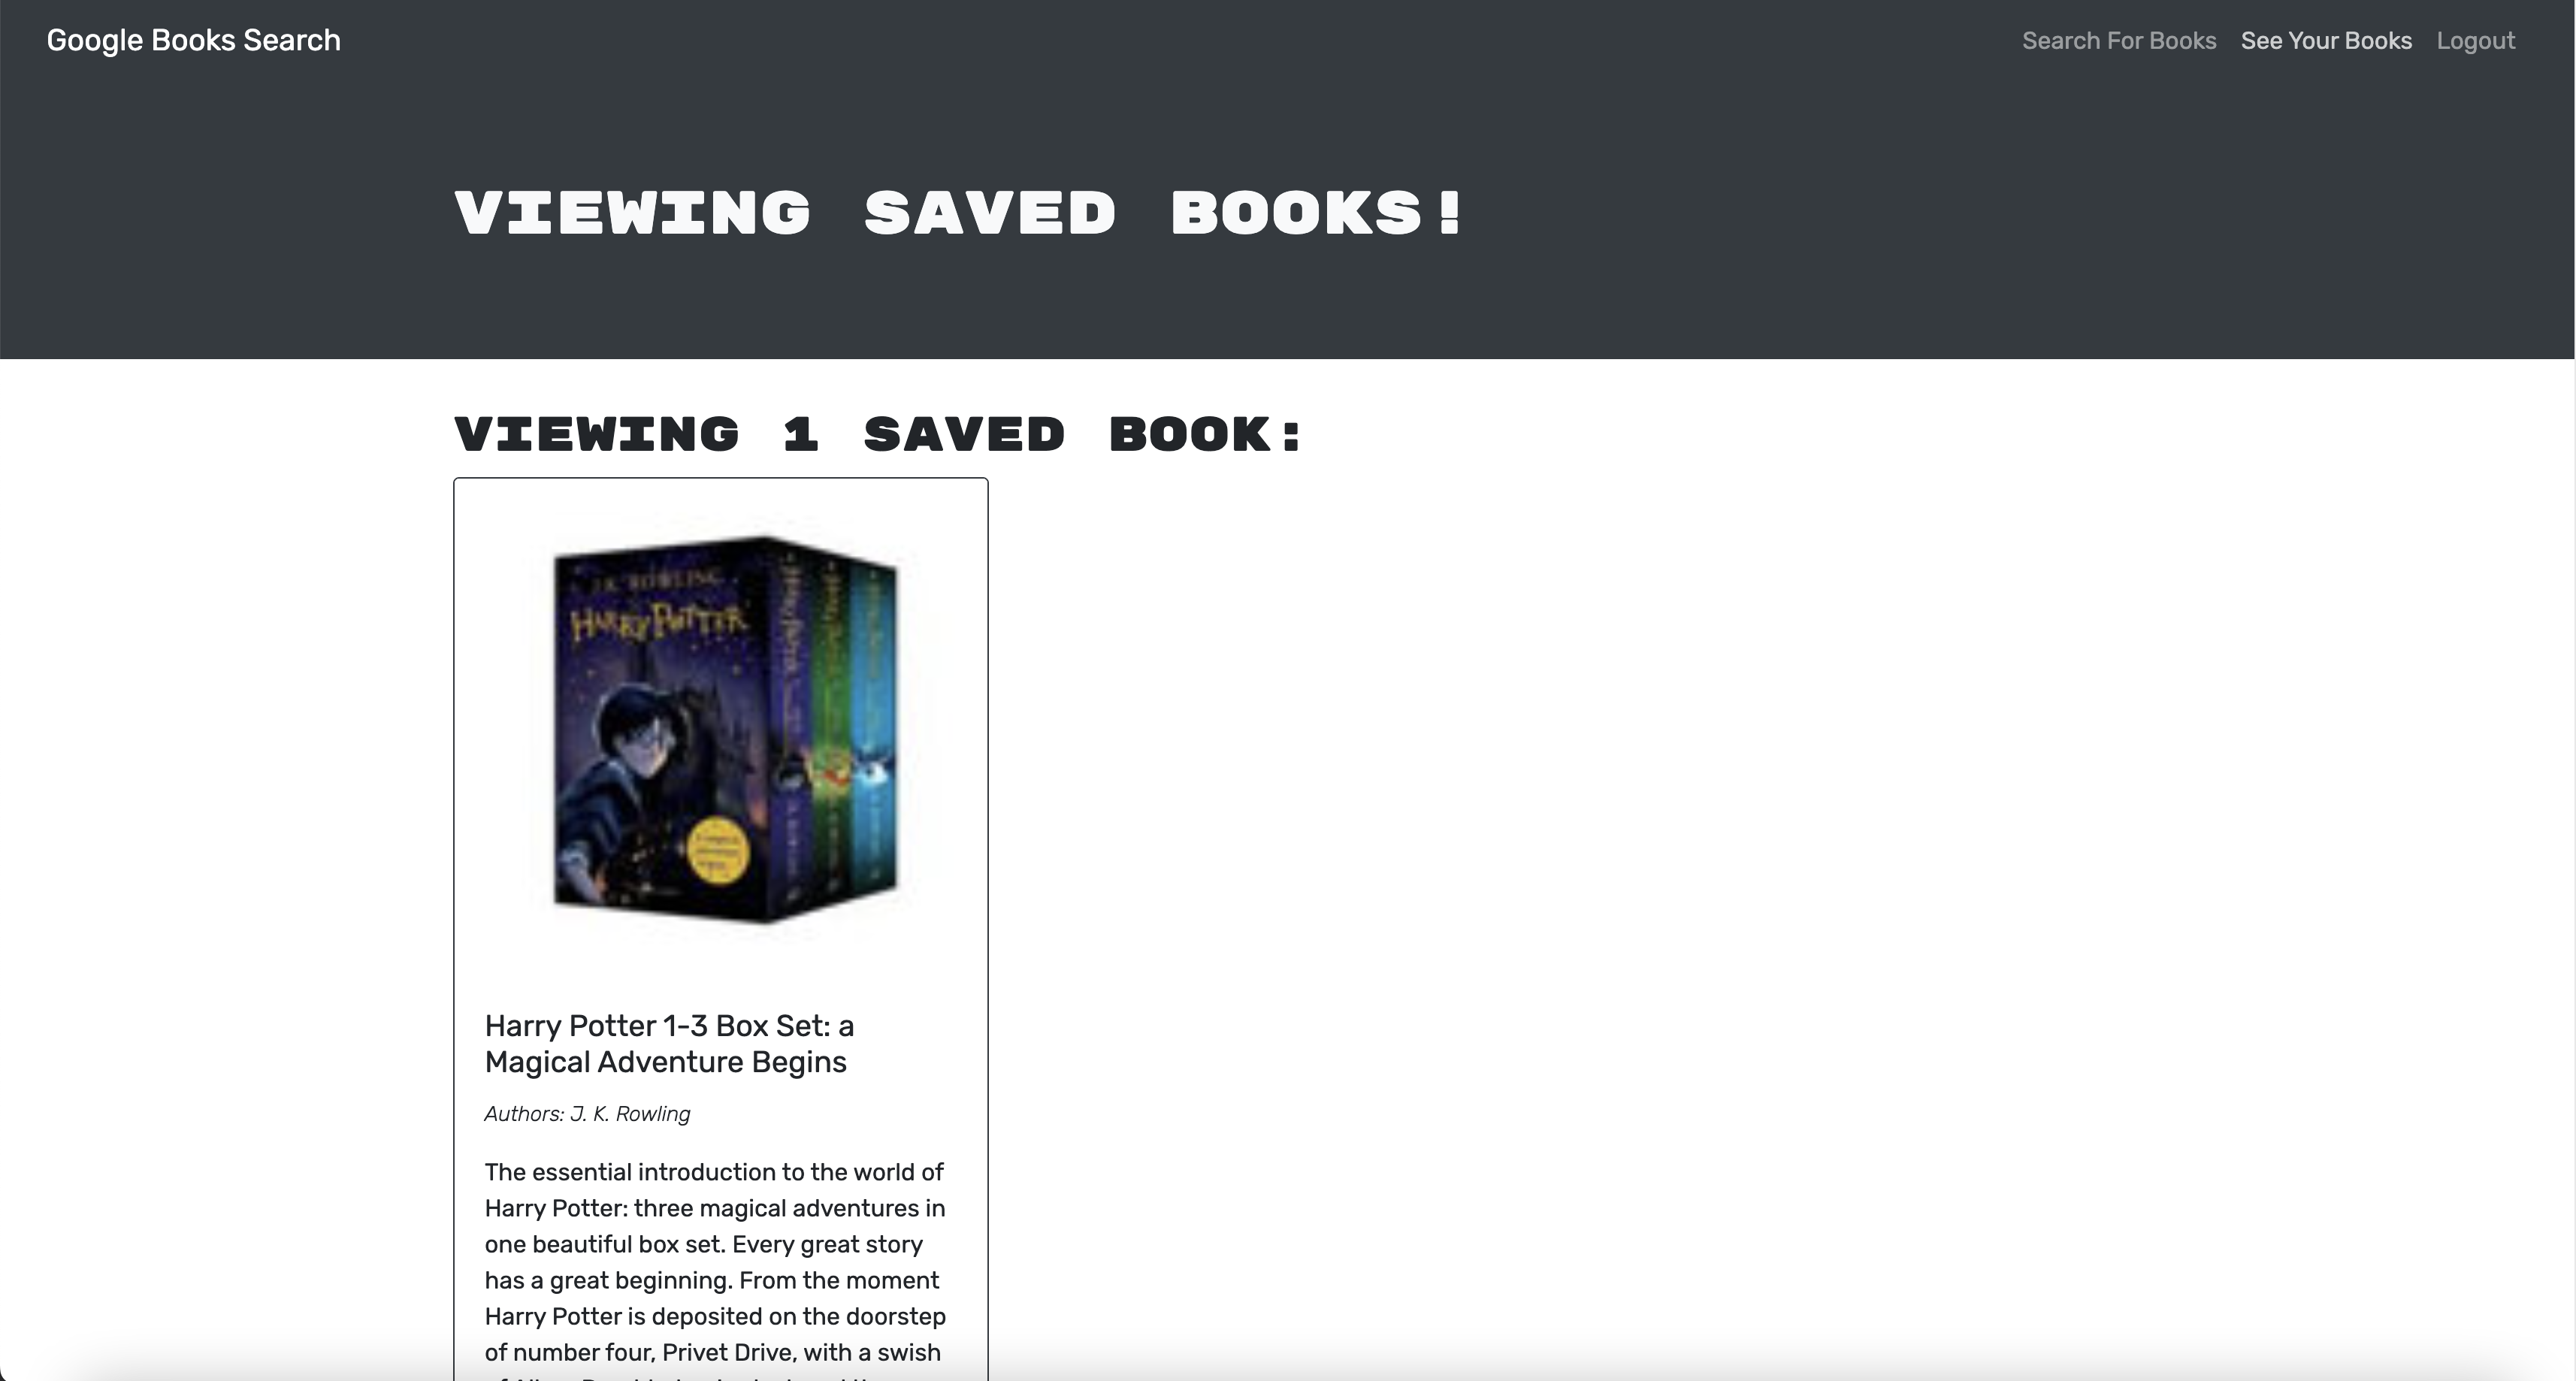 Google Books Search
Search For Books See Your Books Logout
VIEWING SAVED BOOKS!
VIEWING 1 SAVED BOOK:
J.K. ROWLING
HARRY POTTER
Harry Potter 1-3 Box Set: a
Magical Adventure Begins
Authors: J. K. Rowling
The essential introduction to the world of
Harry Potter: three magical adventures in
one beautiful box set. Every great story
has a great beginning. From the moment
Harry Potter is deposited on the doorstep
of number four, Privet Drive, with a swish